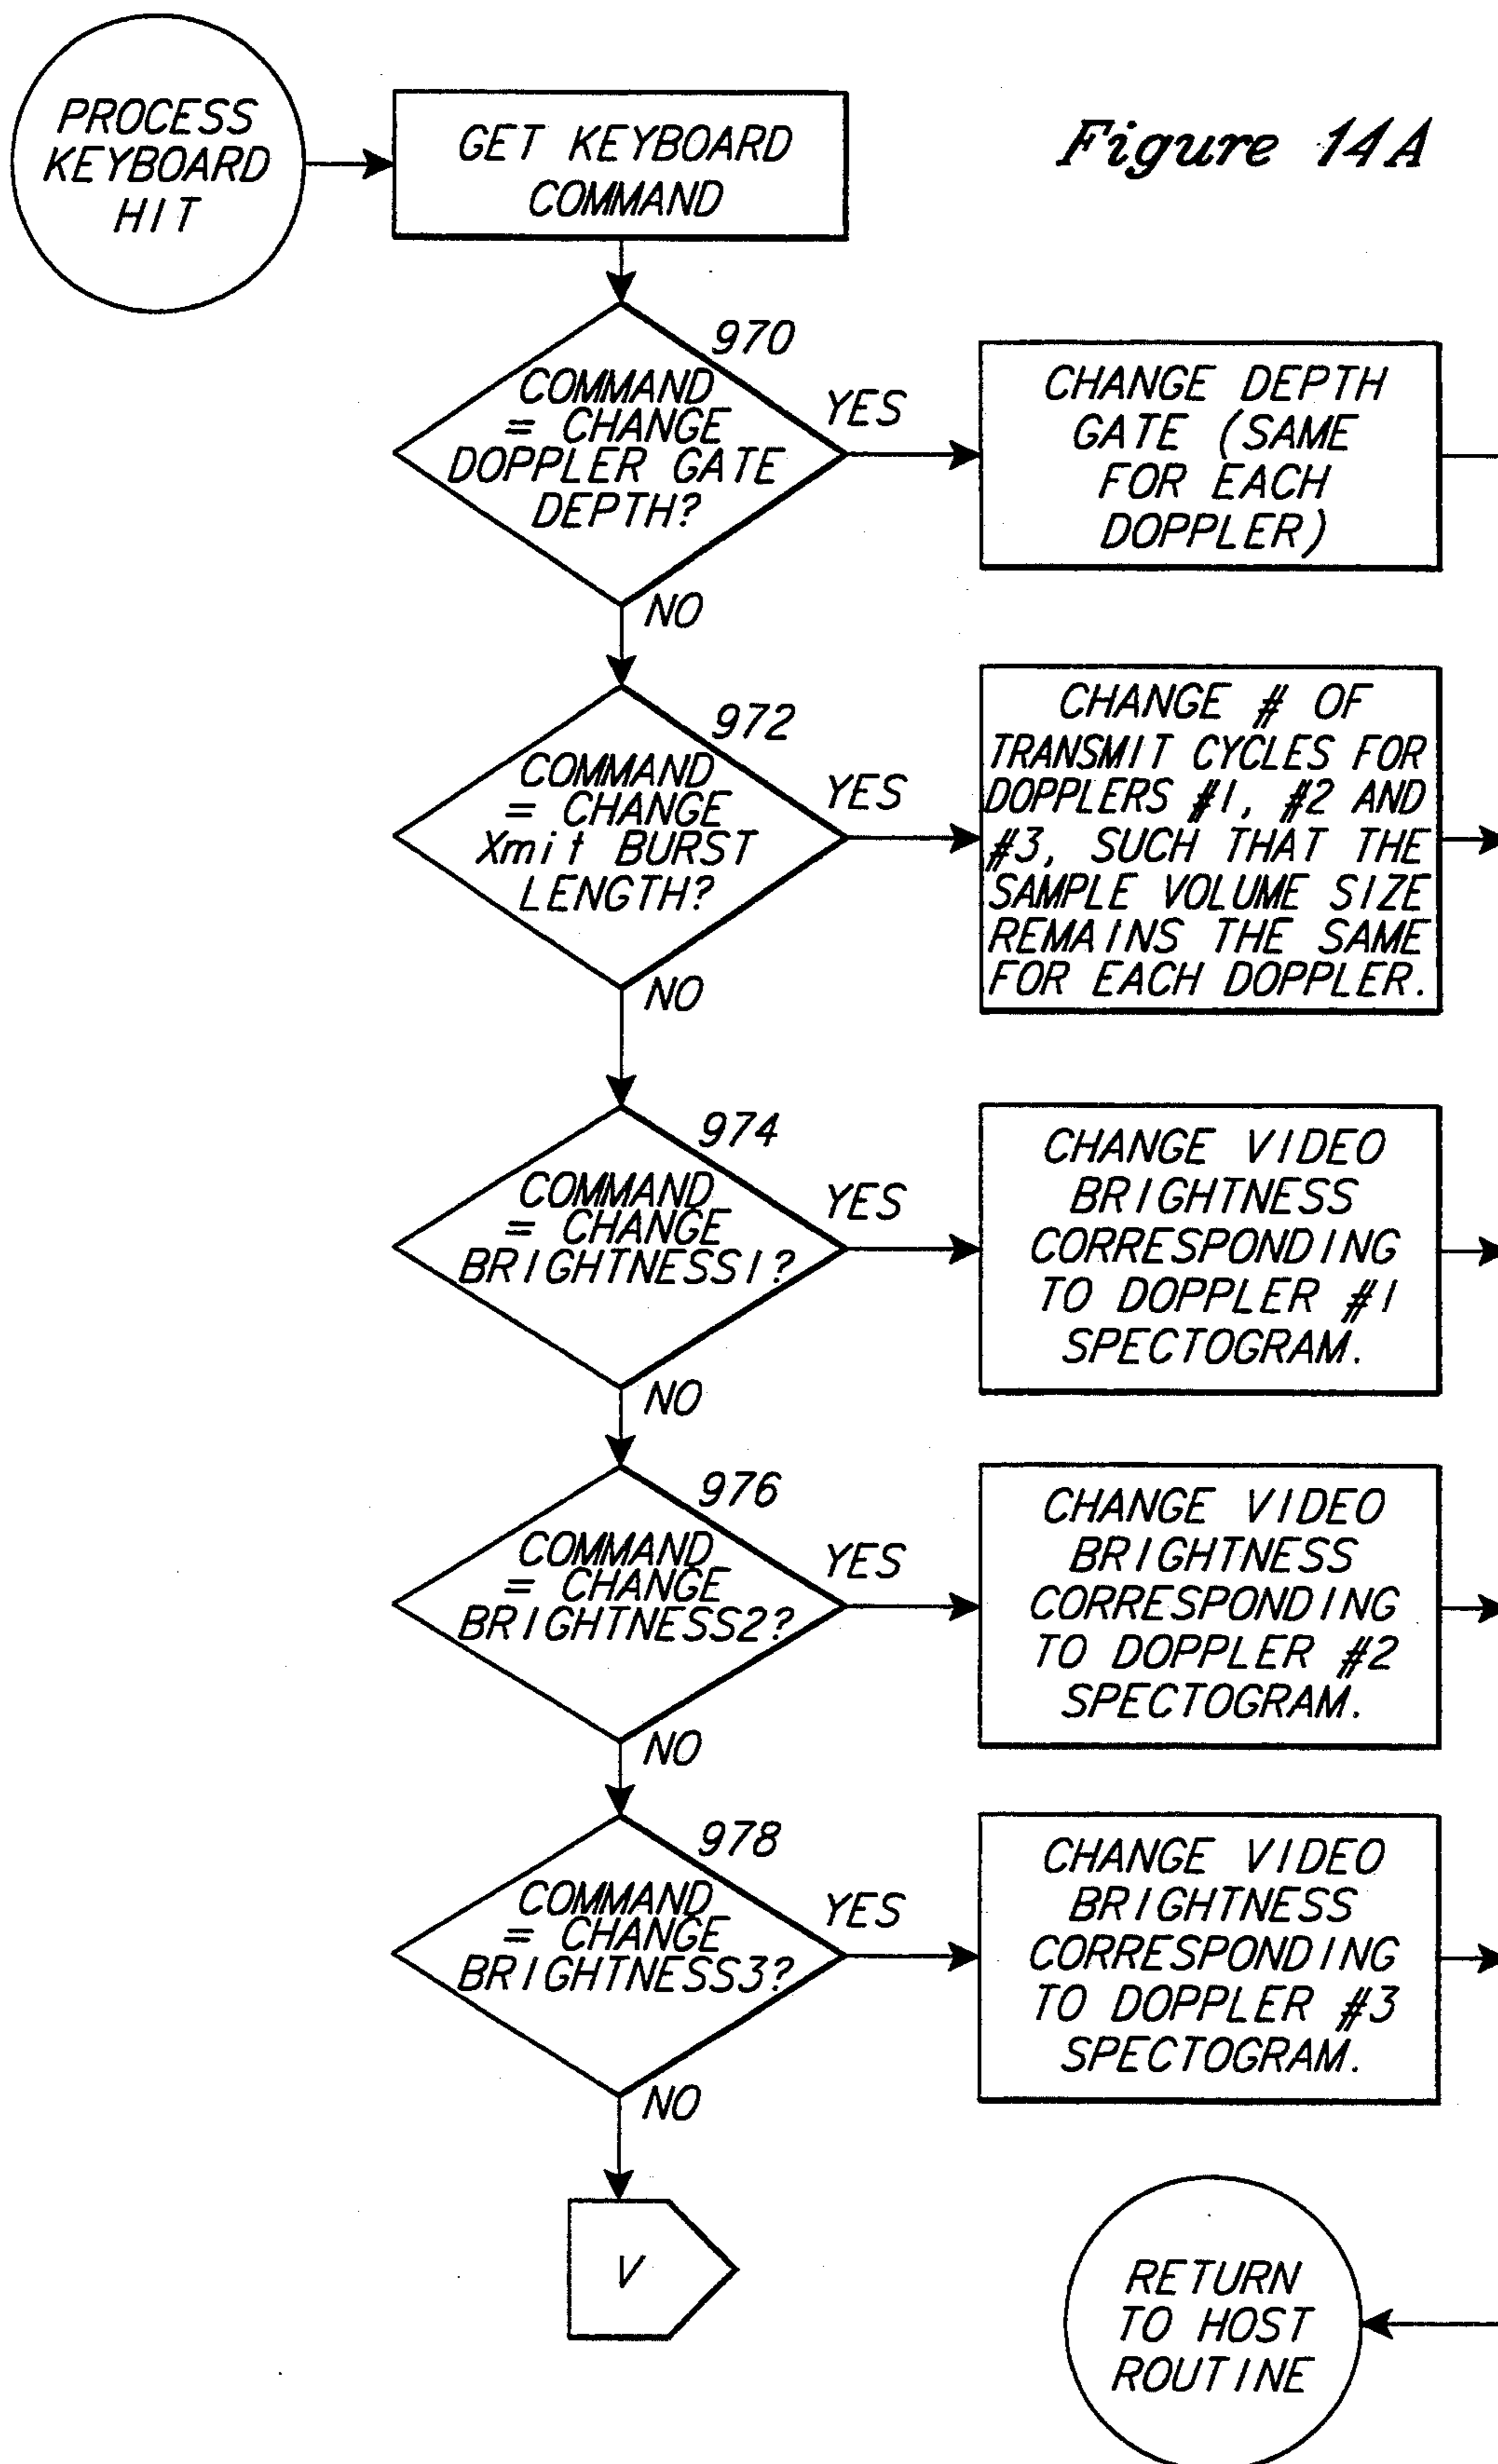 PROCESS
KEYBOARD
HIT
GET KEYBOARD
COMMAND
Figure 14A
970
COMMAND
= CHANGE
DOPPLER GATE
DEPTH?
YES
CHANGE DEPTH
GATE (SAME
FOR EACH
DOPPLER)
NO
972
COMMAND
= CHANGE
Xmit BURST
LENGTH?
YES
CHANGE # OF
TRANSMIT CYCLES FOR
DOPPLERS #1, #2 AND
#3, SUCH THAT THE
SAMPLE VOLUME SIZE
REMAINS THE SAME
FOR EACH DOPPLER.
NO
974
COMMAND
= CHANGE
BRIGHTNESS1?
YES
CHANGE VIDEO
BRIGHTNESS
CORRESPONDING
TO DOPPLER #1
SPECTOGRAM.
NO
976
COMMAND
= CHANGE
BRIGHTNESS2?
YES
CHANGE VIDEO
BRIGHTNESS
CORRESPONDING
TO DOPPLER #2
SPECTOGRAM.
NO
978
COMMAND
= CHANGE
BRIGHTNESS3?
YES
CHANGE VIDEO
BRIGHTNESS
CORRESPONDING
TO DOPPLER #3
SPECTOGRAM.
NO
V
RETURN
TO HOST
ROUTINE